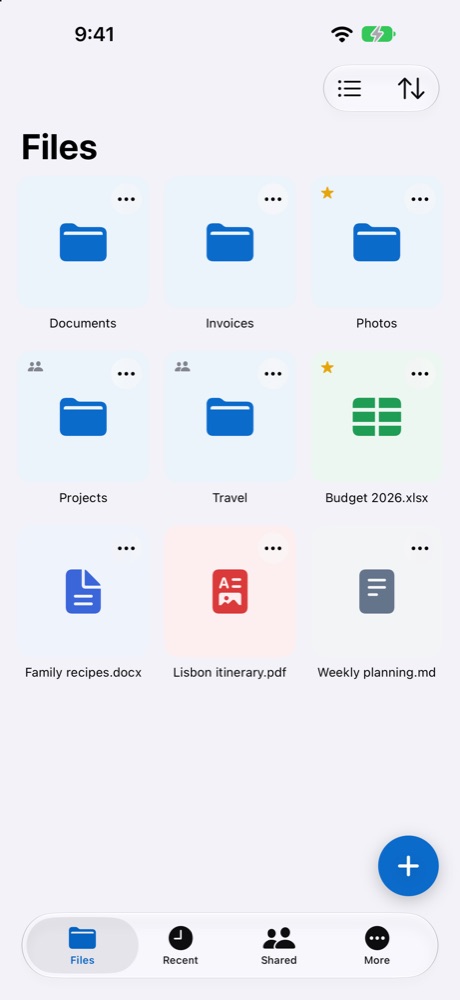 9:41
Files
Documents
Invoices
Photos
Projects
Travel
Budget 2026.xlsx
Family recipes.docx
Lisbon itinerary.pdf
Weekly planning.md
Files
Recent
Shared
More